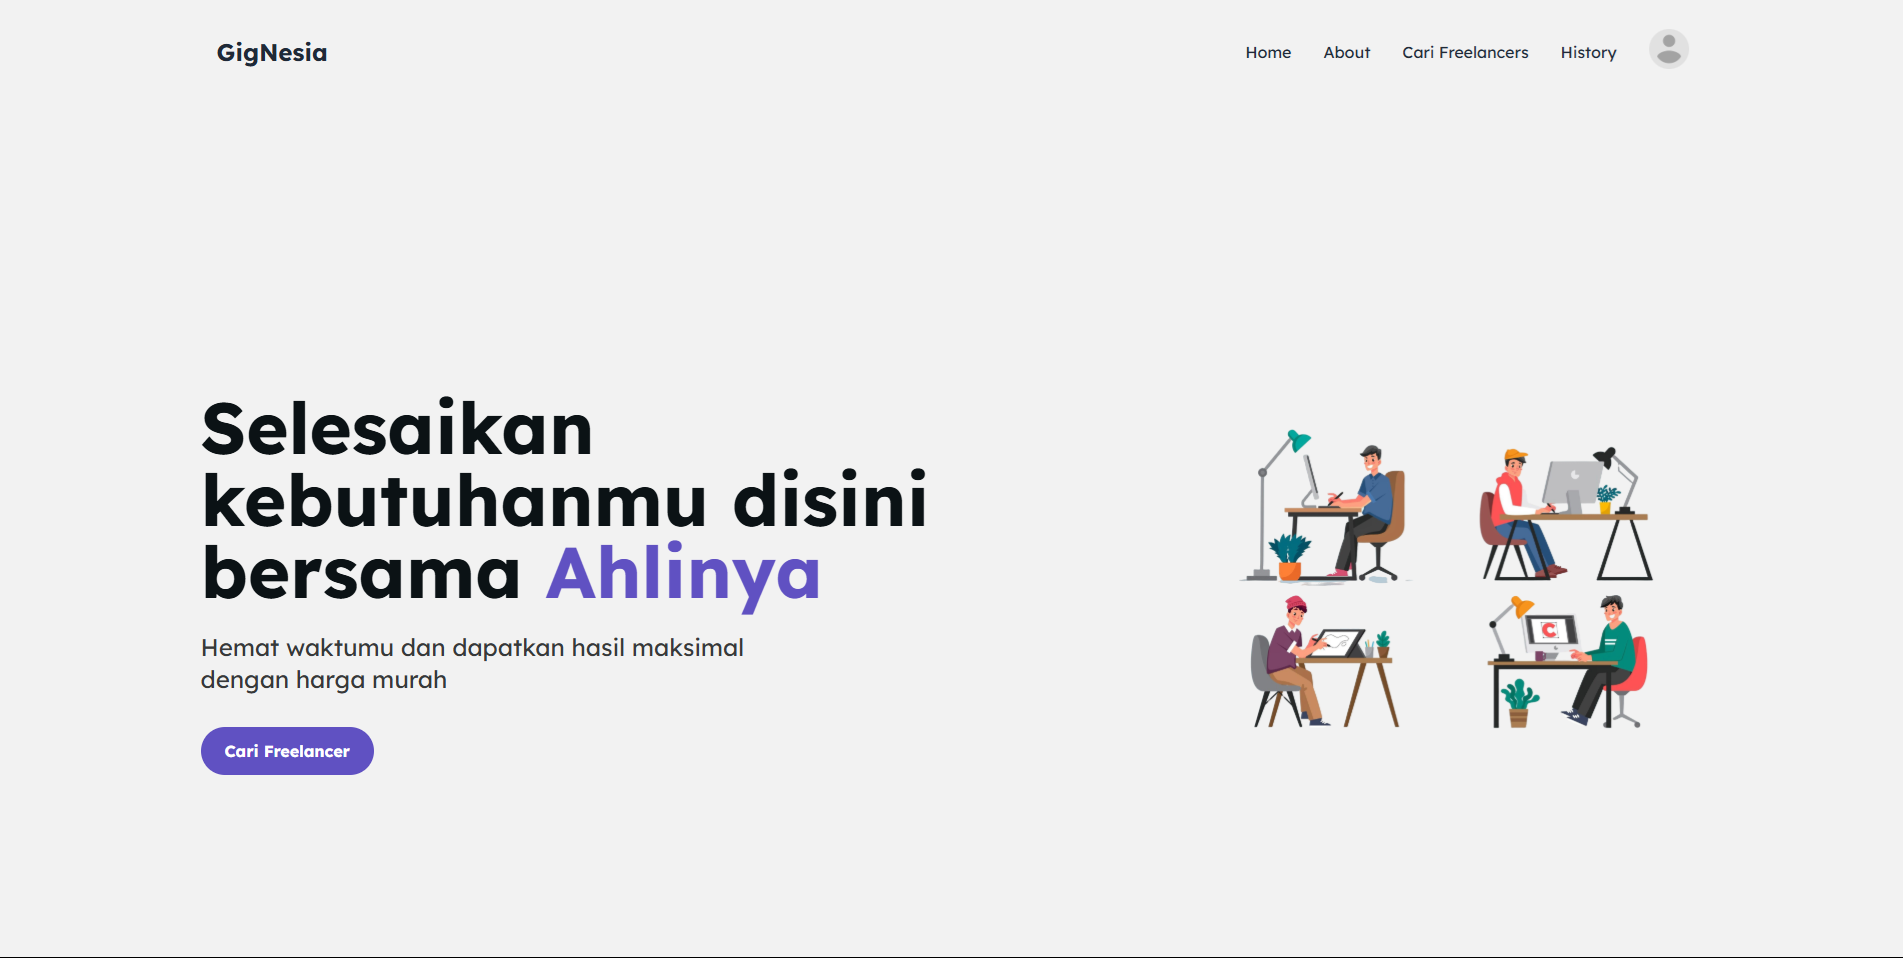 GigNesia
Home
About
Cari Freelancers
History
Selesaikan
kebutuhanmu disini
bersama Ahlinya
Hemat waktumu dan dapatkan hasil maksimal
dengan harga murah
Cari Freelancer
C